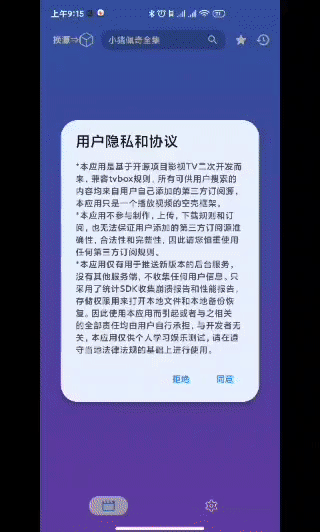 上午9:15
换源⇒
小猪佩奇全集
用户隐私和协议
*本应用是基于开源项目影视TV二次开发而
来，兼容tvbox规则，所有可供用户搜索的
内容均来自用户自己添加的第三方订阅源，
本应用只是一个播放视频的空壳框架。
*本应用不参与制作，上传，下载规则和订
阅，也无法保证用户添加的第三方订阅源准
确性，合法性和完整性，因此请您慎重使用
任何第三方订阅规则。
*本应用仅有用于推送新版本的后台服务，
没有其他服务端，不收集任何用户信息，只
采用了统计SDK收集崩溃报告和性能报告，
存储权限用来打开本地文件和本地备份恢
复。因此使用本应用而引起或者与之相关
的全部责任均由用户自行承担，与开发者无
关，本应用仅供个人学习娱乐测试，请在遵
守当地法律法规的基础上进行使用。
拒绝 同意